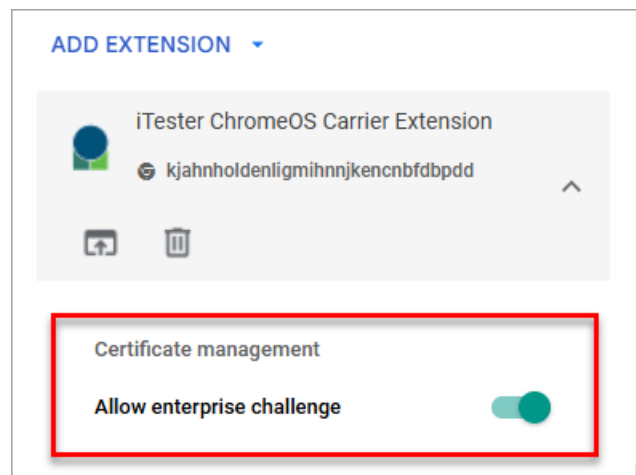 ADD EXTENSION
iTester ChromeOS Carrier Extension
kjahnholdenligmihnnjkencnbfdbpdd
Certificate management
Allow enterprise challenge